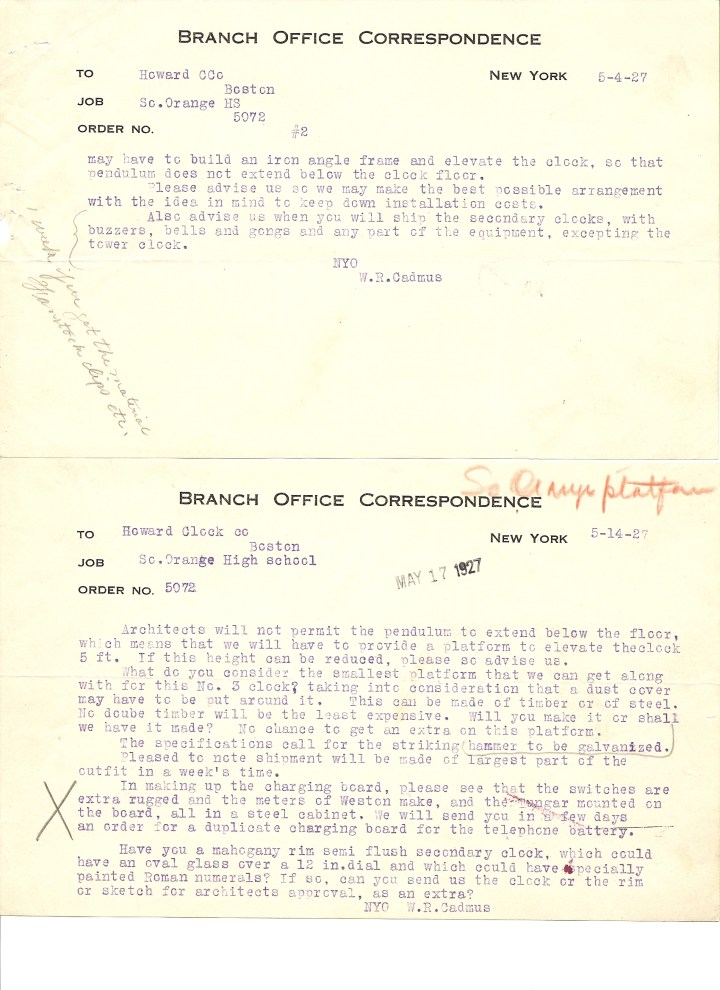 BRANCH OFFICE CORRESPONDENCE
TO Howard CCo NEW YORK 5-4-27
Boston
JOB So.Orange HS
5072
ORDER NO. #2
may have to build an iron angle frame and elevate the clock, so that
pendulum does not extend below the clock floor.
Please advise us so we may make the best possible arrangement
with the idea in mind to keep down installation costs.
Also advise us when you will ship the secondary clocks, with
buzzers, bells and gongs and any part of the equipment, excepting the
tower clock.
NYO
W.R.Cadmus
1 week if we get the material
from stock clips etc.
So Orange platform
BRANCH OFFICE CORRESPONDENCE
TO Howard Clock co NEW YORK 5-14-27
Boston
JOB So.Orange High school
MAY 17 1927
ORDER NO. 5072
Architects will not permit the pendulum to extend below the floor,
which means that we will have to provide a platform to elevate theclock
5 ft. If this height can be reduced, please so advise us.
What do you consider the smallest platform that we can get along
with for this No. 3 clock? taking into consideration that a dust cover
may have to be put around it. This can be made of timber or of steel.
No doube timber will be the least expensive. Will you make it or shall
we have it made? No chance to get an extra on this platform.
The specifications call for the striking (hammer to be galvanized.
Pleased to note shipment will be made of largest part of the
outfit in a week's time.
In making up the charging board, please see that the switches are
extra rugged and the meters of Weston make, and the Tungar mounted on
the board, all in a steel cabinet. We will send you in a few days
an order for a duplicate charging board for the telephone battery.
Have you a mahogany rim semi flush secondary clock, which could
have an oval glass over a 12 in.dial and which could have specially
painted Roman numerals? If so, can you send us the clock or the rim
or sketch for architects approval, as an extra?
NYO W.R.Cadmus